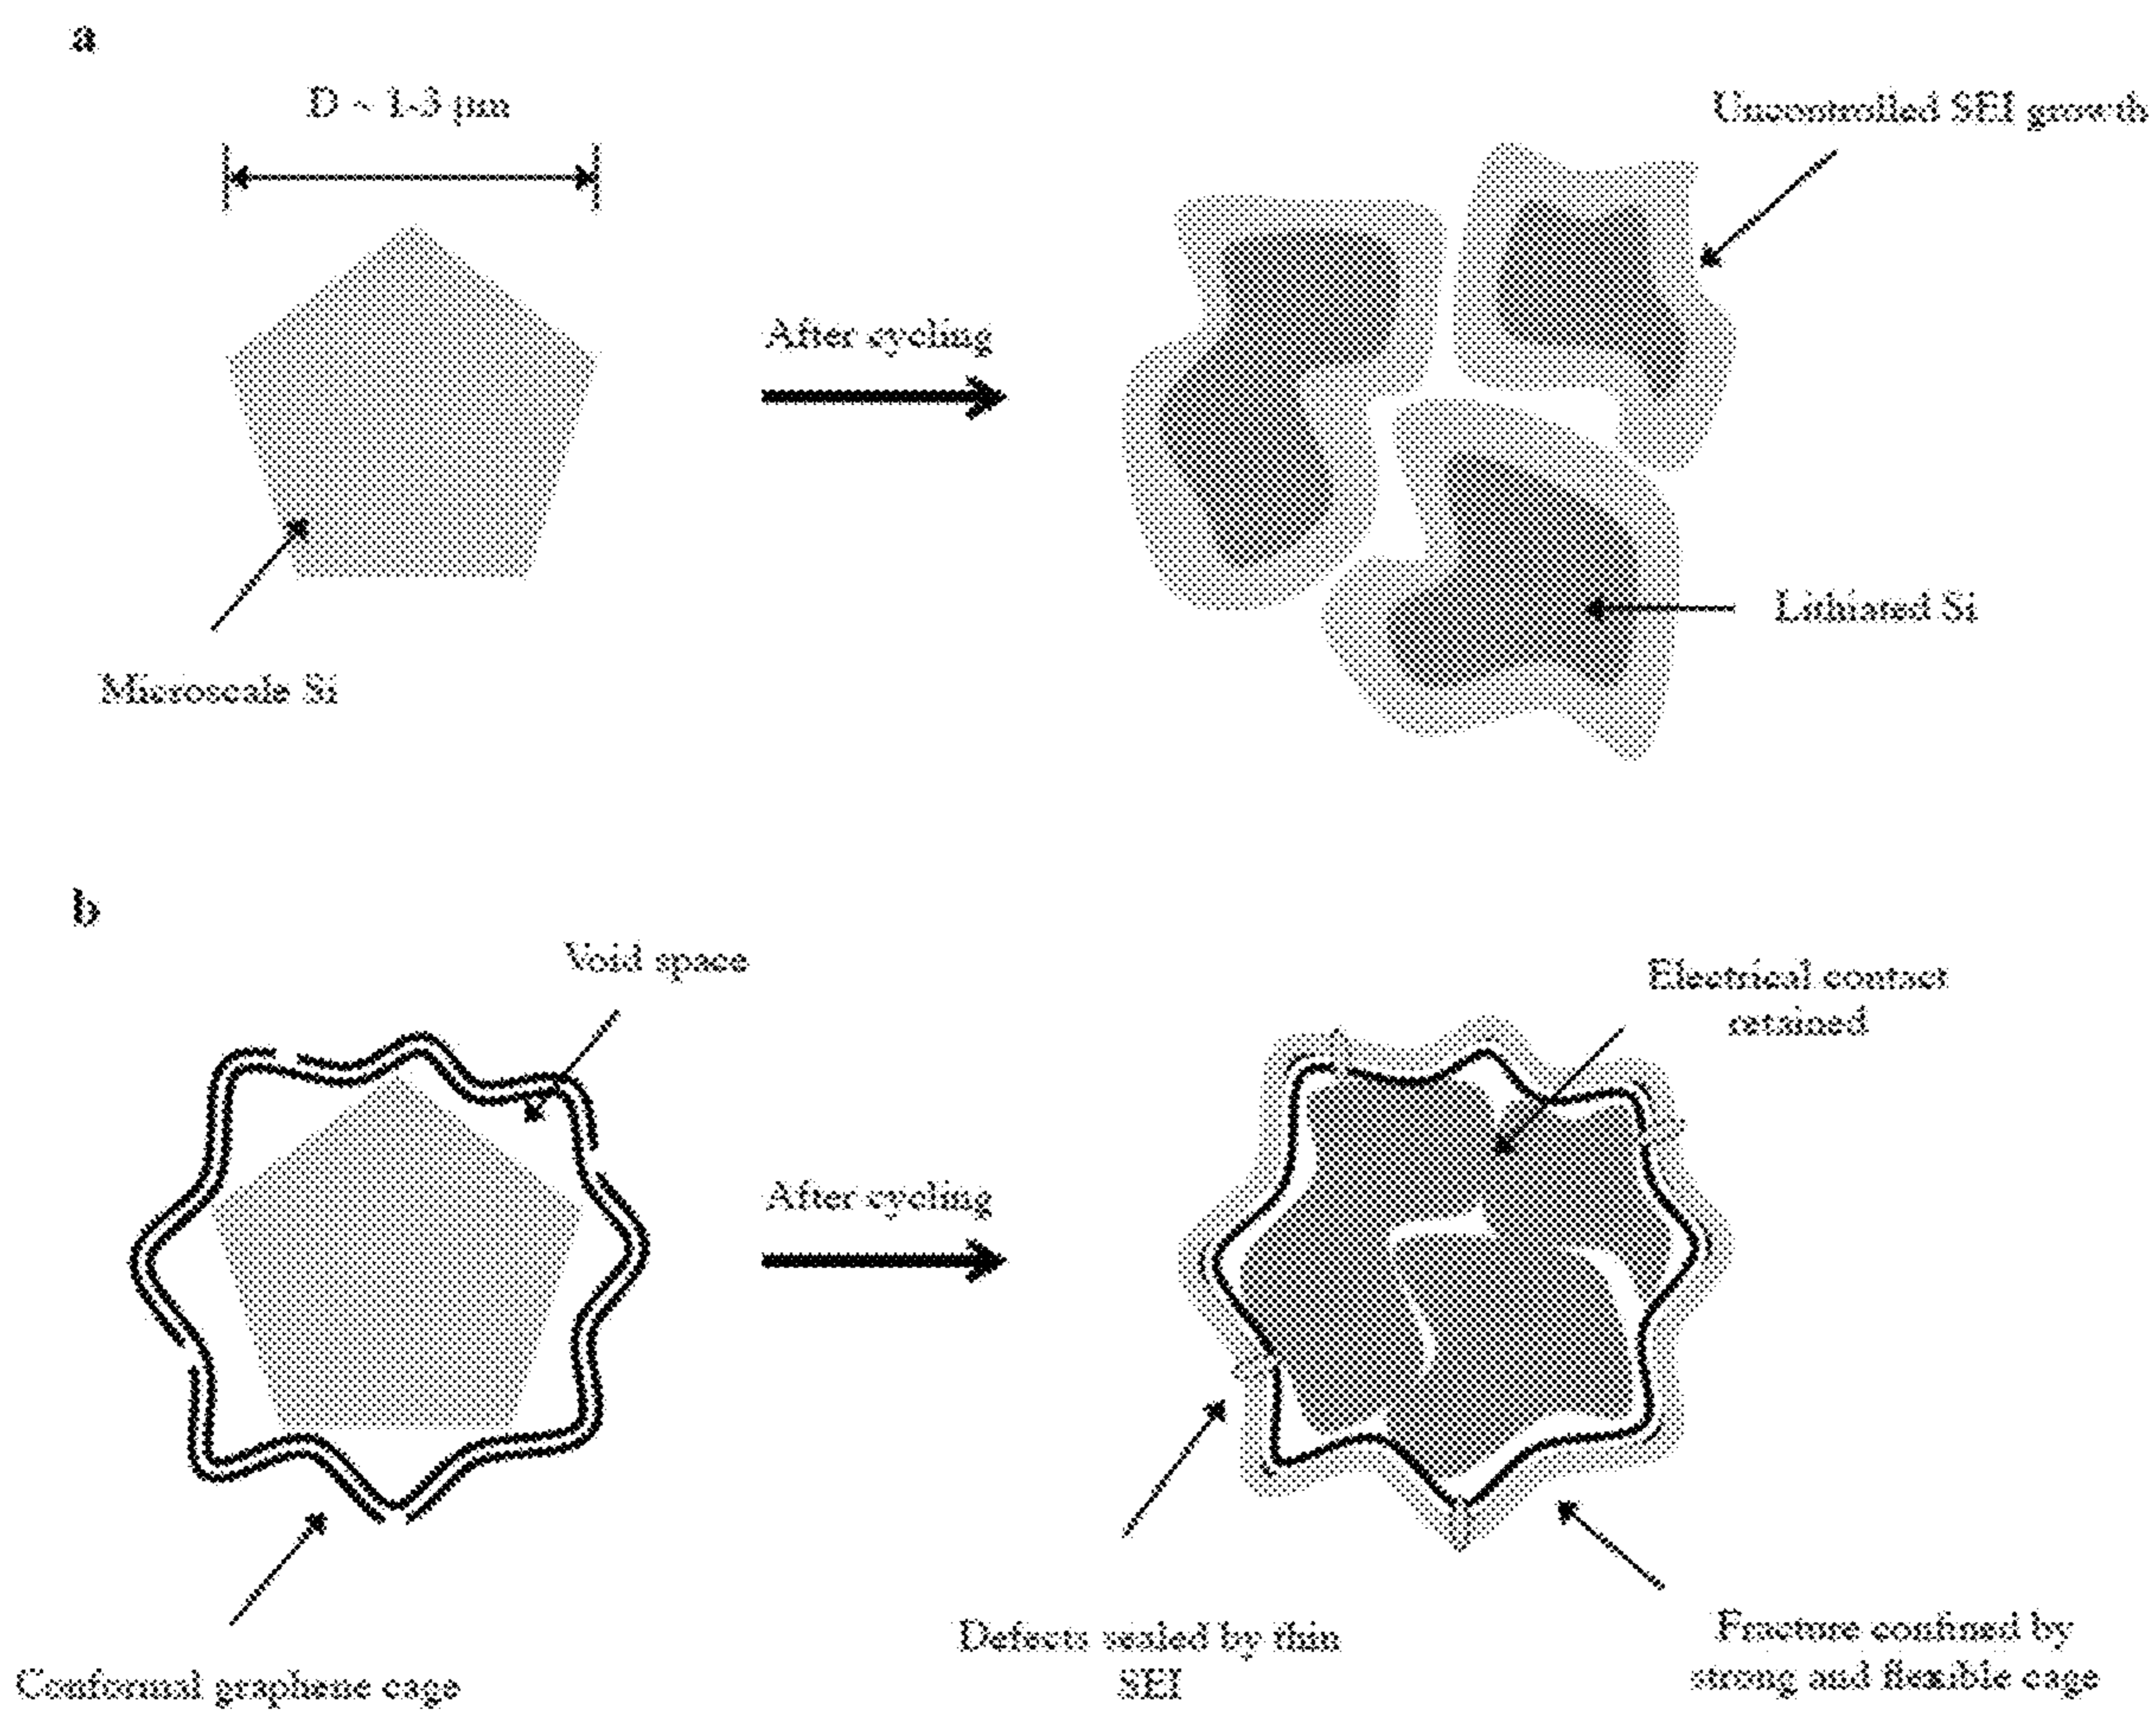 a
D ~ 1-3 μm
Uncontrolled SEI growth
After cycling
Lithiated Si
Microscale Si
b
Void space
Electrical contact
retained
After cycling
Defects sealed by thin
SEI
Fracture confined by
strong and flexible cage
Conformal graphene cage